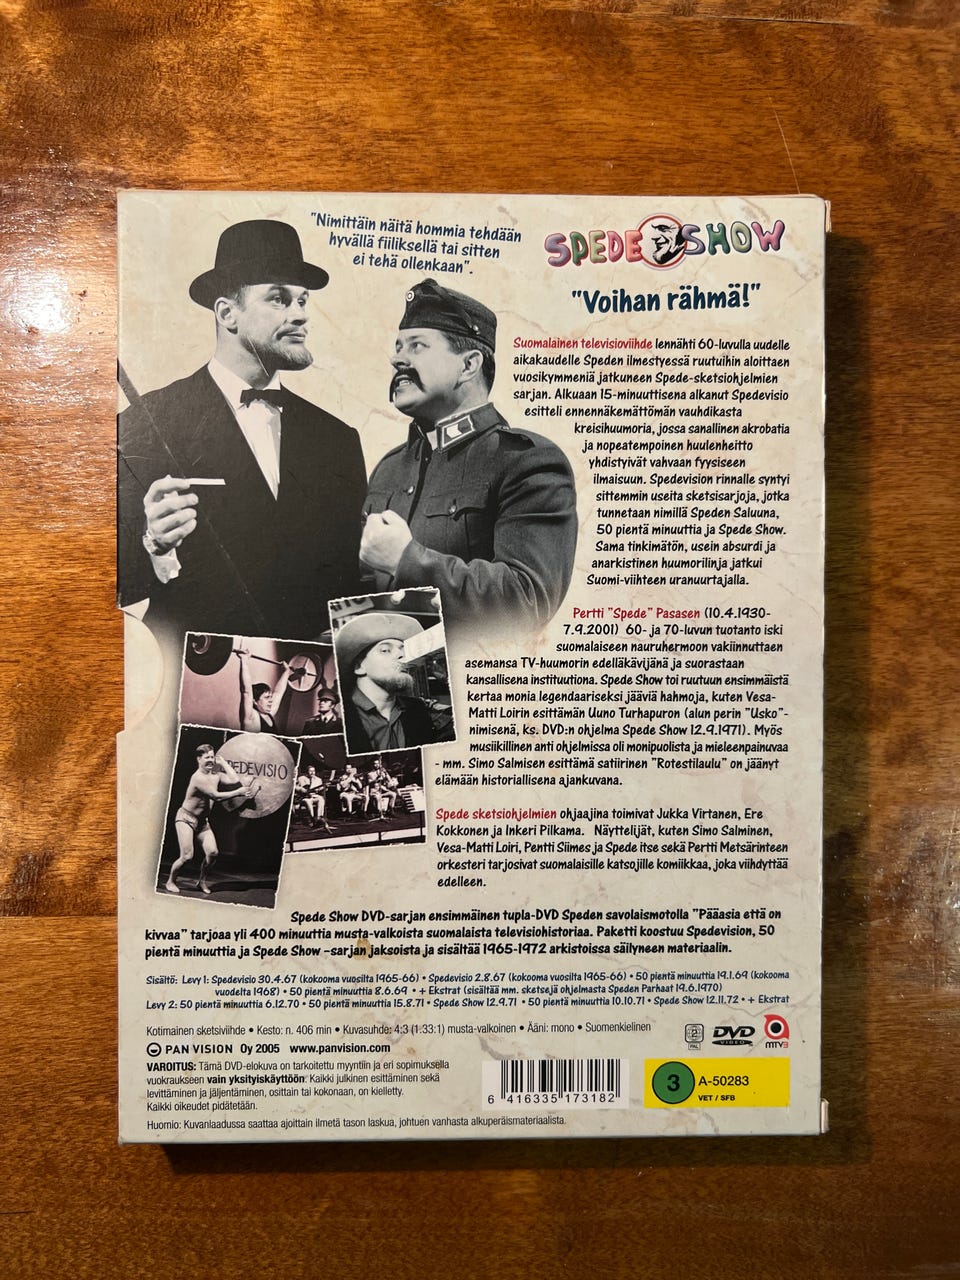 "Nimittäin näitä hommia tehdään
hyvällä fiiliksellä tai sitten
ei tehä ollenkaan".
SPEDE SHOW
"Voihan rähmä!"
Suomalainen televisioviihde lennähti 60-luvulla uudelle
aikakaudelle Speden ilmestyessä ruutuihin aloittaen
vuosikymmeniä jatkuneen Spede-sketsiohjelmien
sarjan. Alkuaan 15-minuuttisena alkanut Spedevisio
esitteli ennennäkemättömän vauhdikasta
kreisihuumoria, jossa sanallinen akrobatia
ja nopeatempoinen huulenheitto
yhdistyivät vahvaan fyysiseen
ilmaisuun. Spedevision rinnalle syntyi
sittemmin useita sketsisarjoja, jotka
tunnetaan nimillä Speden Saluuna,
50 pientä minuuttia ja Spede Show.
Sama tinkimätön, usein absurdi ja
anarkistinen huumorilinja jatkui
Suomi-viihteen uranuurtajalla.
Pertti "Spede" Pasasen (10.4.1930-
7.9.2001) 60- ja 70-luvun tuotanto iski
suomalaiseen nauruhermoon vakiinnuttaen
asemansa TV-huumorin edelläkävijänä ja suorastaan
kansallisena instituutiona. Spede Show toi ruutuun ensimmäistä
kertaa monia legendaariseksi jääviä hahmoja, kuten Vesa-
Matti Loirin esittämän Uuno Turhapuron (alun perin "Usko"-
nimisenä, ks. DVD:n ohjelma Spede Show 12.9.1971). Myös
musiikillinen anti ohjelmissa oli monipuolista ja mieleenpainuvaa
- mm. Simo Salmisen esittämä satiirinen "Rotestilaulu" on jäänyt
elämään historiallisena ajankuvana.
SPEDEVISIO
Spede sketsiohjelmien ohjaajina toimivat Jukka Virtanen, Ere
Kokkonen ja Inkeri Pilkama. Näyttelijät, kuten Simo Salminen,
Vesa-Matti Loiri, Pentti Siimes ja Spede itse sekä Pertti Metsärinteen
orkesteri tarjosivat suomalaisille katsojille komiikkaa, joka viihdyttää
edelleen.
Spede Show DVD-sarjan ensimmäinen tupla-DVD Speden savolaismotolla "Pääasia että on
kivvaa" tarjoaa yli 400 minuuttia musta-valkoista suomalaista televisiohistoriaa. Paketti koostuu Spedevision, 50
pientä minuuttia ja Spede Show –sarjan jaksoista ja sisältää 1965-1972 arkistoissa säilyneen materiaalin.
Sisältö: Levy 1: Spedevisio 30.4.67 (kokooma vuosilta 1965-66) • Spedevisio 2.8.67 (kokooma vuosilta 1965-66) • 50 pientä minuuttia 19.1.69 (kokooma
vuodelta 1968) • 50 pientä minuuttia 8.6.69 • + Ekstrat (sisältää mm. sketsejä ohjelmasta Speden Parhaat 19.6.1970)
Levy 2: 50 pientä minuuttia 6.12.70 • 50 pientä minuuttia 15.8.71 • Spede Show 12.9.71 • 50 pientä minuuttia 10.10.71 • Spede Show 12.11.72 • + Ekstrat
Kotimainen sketsiviihde • Kesto: n. 406 min • Kuvasuhde: 4:3 (1:33:1) musta-valkoinen • Ääni: mono • Suomenkielinen
2
PAL
DVD
VIDEO
MTV3
PAN VISION Oy 2005 www.panvision.com
VAROITUS: Tämä DVD-elokuva on tarkoitettu myyntiin ja eri sopimuksella
vuokraukseen vain yksityiskäyttöön. Kaikki julkinen esittäminen sekä
levittäminen ja jäljentäminen, osittain tai kokonaan, on kielletty.
Kaikki oikeudet pidätetään.
6 416335 173182
3 A-50283
VET / SFB
Huomio: Kuvanlaadussa saattaa ajoittain ilmetä tason laskua, johtuen vanhasta alkuperäismateriaalista.